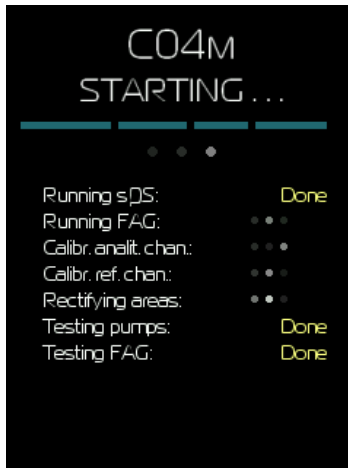 C04M
STARTING...
Running sDS: Done
Running FAG:
Calibr. analit. chan.:
Calibr. ref. chan.:
Rectifying areas:
Testing pumps: Done
Testing FAG: Done